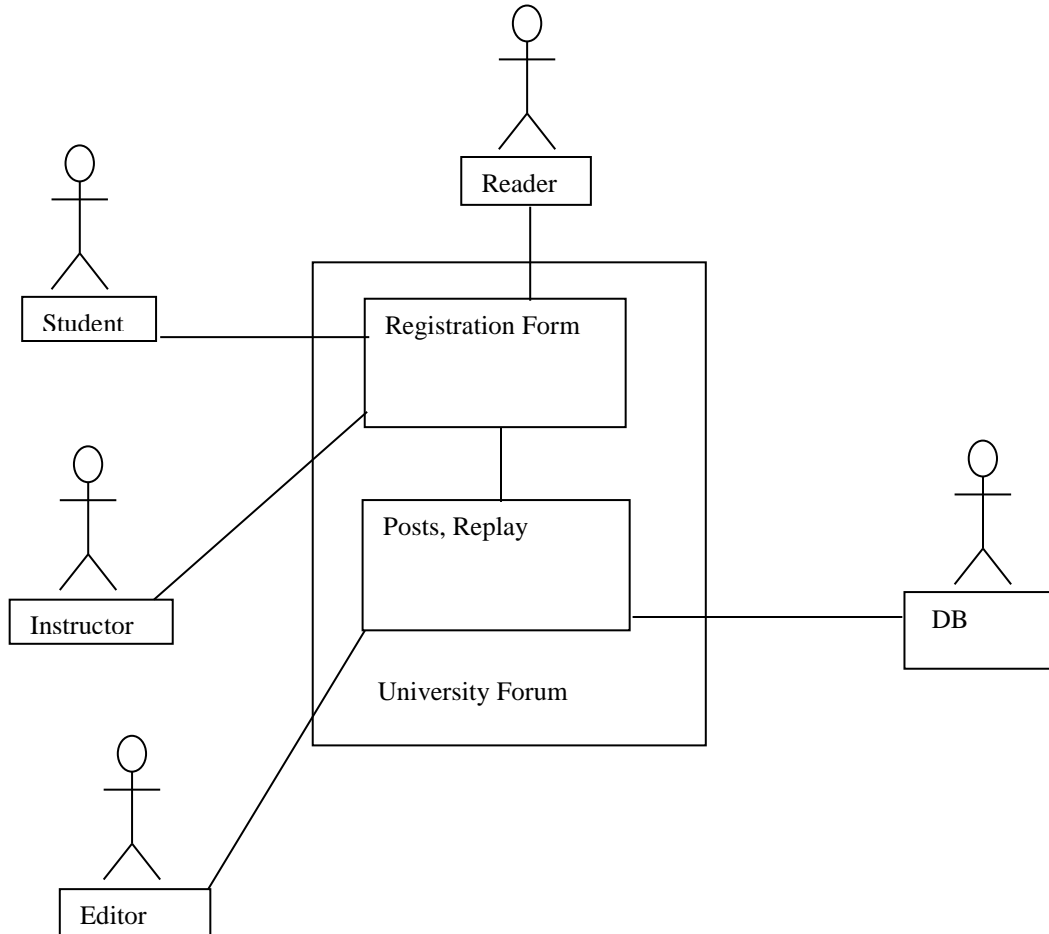 Reader
Student
Registration Form
Posts, Replay
Instructor
DB
University Forum
Editor